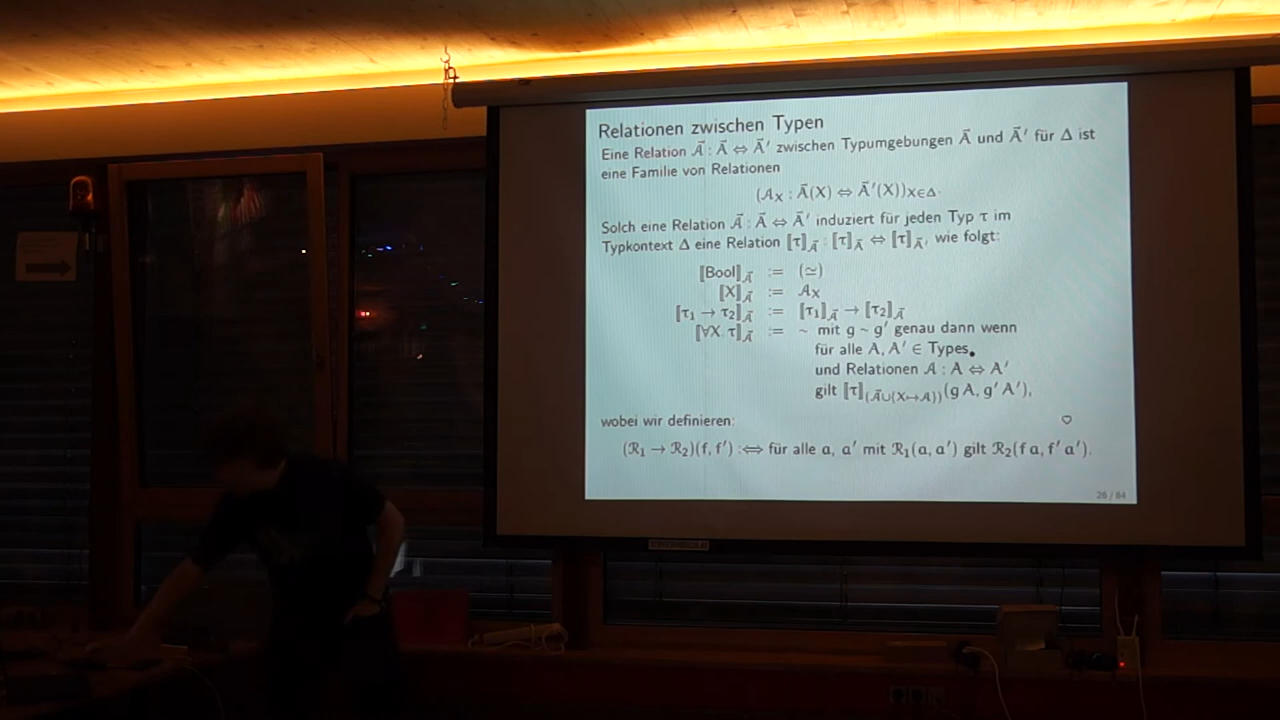 Relationen zwischen Typen
Eine Relation 𝒜⃗ : A⃗ ⇔ A⃗′ zwischen Typumgebungen A⃗ und A⃗′ für Δ ist
eine Familie von Relationen
(𝒜_X : A⃗(X) ⇔ A⃗′(X))_{X∈Δ}.
Solch eine Relation 𝒜⃗ : A⃗ ⇔ A⃗′ induziert für jeden Typ τ im
Typkontext Δ eine Relation ⟦τ⟧_𝒜⃗ : ⟦τ⟧_A⃗ ⇔ ⟦τ⟧_A⃗′ wie folgt:
⟦Bool⟧_𝒜⃗ := (≃)
⟦X⟧_𝒜⃗ := 𝒜_X
⟦τ₁ → τ₂⟧_𝒜⃗ := ⟦τ₁⟧_𝒜⃗ → ⟦τ₂⟧_𝒜⃗
⟦∀X. τ⟧_𝒜⃗ := ~ mit g ~ g′ genau dann wenn
für alle A, A′ ∈ Types.
und Relationen 𝒜 : A ⇔ A′
gilt ⟦τ⟧_(𝒜⃗∪{X↦𝒜})(g A, g′ A′),
wobei wir definieren:
(ℛ₁ → ℛ₂)(f, f′) :⟺ für alle a, a′ mit ℛ₁(a, a′) gilt ℛ₂(f a, f′ a′).
26 / 84